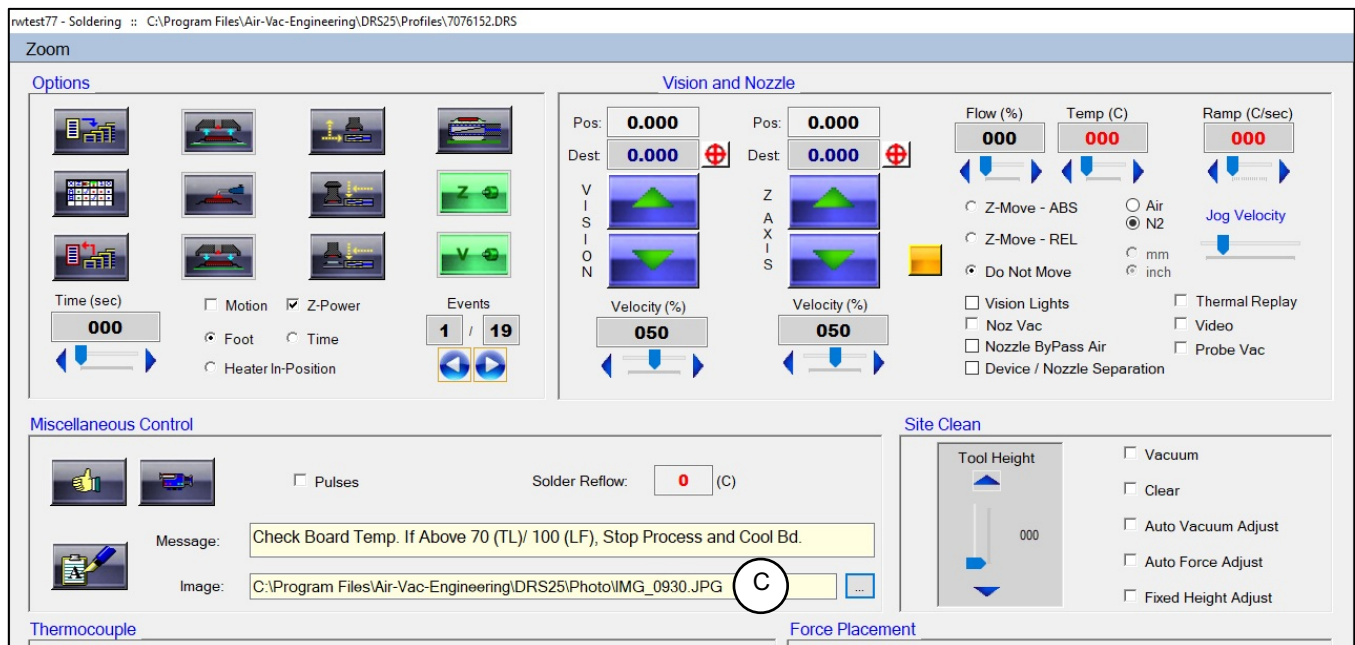 rwtest77 - Soldering :: C:\Program Files\Air-Vac-Engineering\DRS25\Profiles\7076152.DRS
Zoom
Options
Z
V
Time (sec)
000
Motion
Z-Power
Foot
Time
Heater In-Position
Events
1 / 19
Vision and Nozzle
Pos: 0.000
Dest 0.000
VISION
Velocity (%)
050
Pos: 0.000
Dest 0.000
Z AXIS
Velocity (%)
050
Flow (%)
000
Temp (C)
000
Ramp (C/sec)
000
Z-Move - ABS
Z-Move - REL
Do Not Move
Air
N2
mm
inch
Jog Velocity
Vision Lights
Noz Vac
Nozzle ByPass Air
Device / Nozzle Separation
Thermal Replay
Video
Probe Vac
Miscellaneous Control
Pulses
Solder Reflow: 0 (C)
A
Message: Check Board Temp. If Above 70 (TL)/ 100 (LF), Stop Process and Cool Bd.
Image: C:\Program Files\Air-Vac-Engineering\DRS25\Photo\IMG_0930.JPG
C
...
Site Clean
Tool Height
000
Vacuum
Clear
Auto Vacuum Adjust
Auto Force Adjust
Fixed Height Adjust
Thermocouple
Force Placement